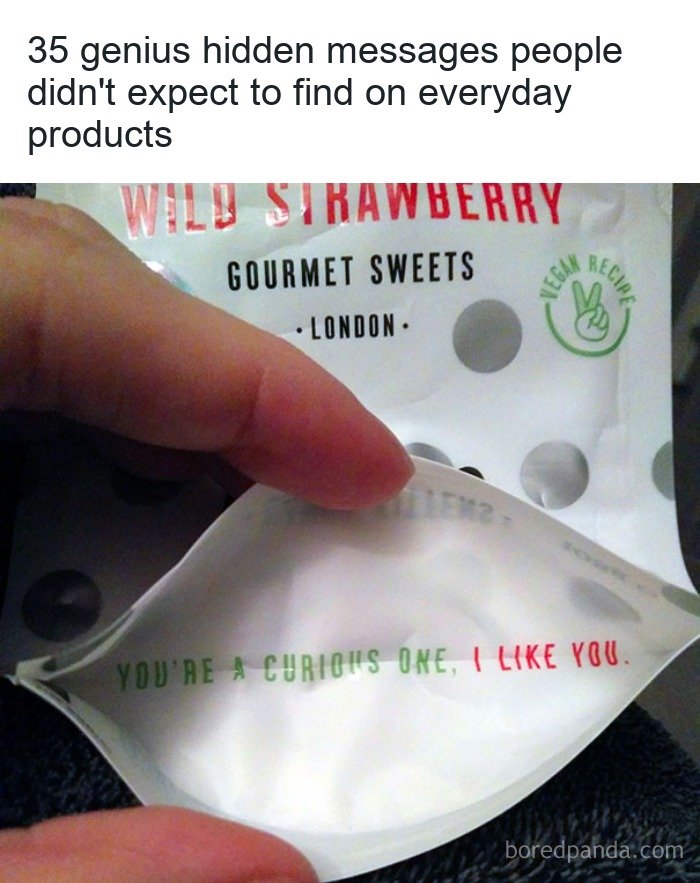 35 genius hidden messages people
didn't expect to find on everyday
products
WILD STRAWBERRY
GOURMET SWEETS
· LONDON ·
VEGAN RECIPE
YOU'RE A CURIOUS ONE, I LIKE YOU.
boredpanda.com